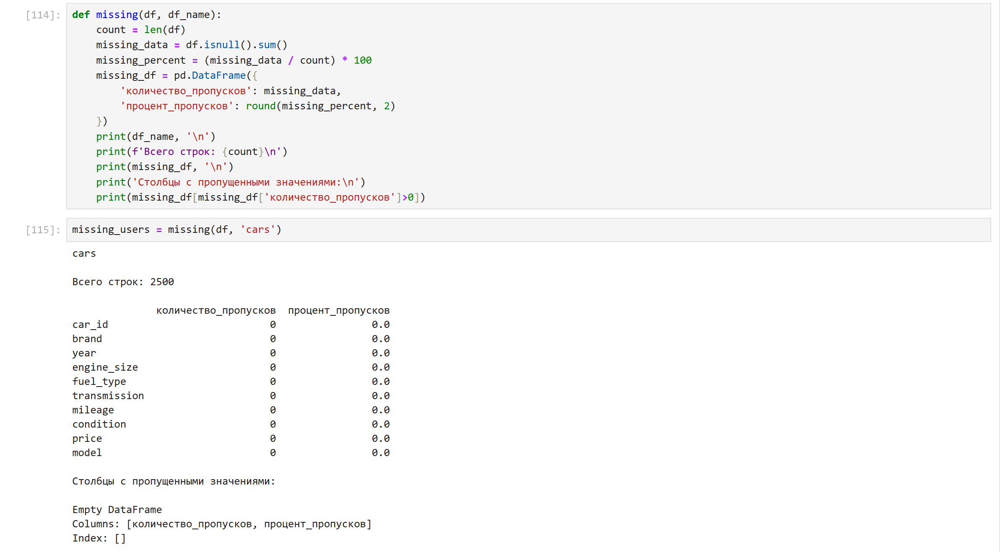 [114]: def missing(df, df_name):
    count = len(df)
    missing_data = df.isnull().sum()
    missing_percent = (missing_data / count) * 100
    missing_df = pd.DataFrame({
        'количество_пропусков': missing_data,
        'процент_пропусков': round(missing_percent, 2)
    })
    print(df_name, '\n')
    print(f'Всего строк: {count}\n')
    print(missing_df, '\n')
    print('Столбцы с пропущенными значениями:\n')
    print(missing_df[missing_df['количество_пропусков']>0])
[115]: missing_users = missing(df, 'cars')
cars
Всего строк: 2500
количество_пропусков процент_пропусков
car_id 0 0.0
brand 0 0.0
year 0 0.0
engine_size 0 0.0
fuel_type 0 0.0
transmission 0 0.0
mileage 0 0.0
condition 0 0.0
price 0 0.0
model 0 0.0
Столбцы с пропущенными значениями:
Empty DataFrame
Columns: [количество_пропусков, процент_пропусков]
Index: []